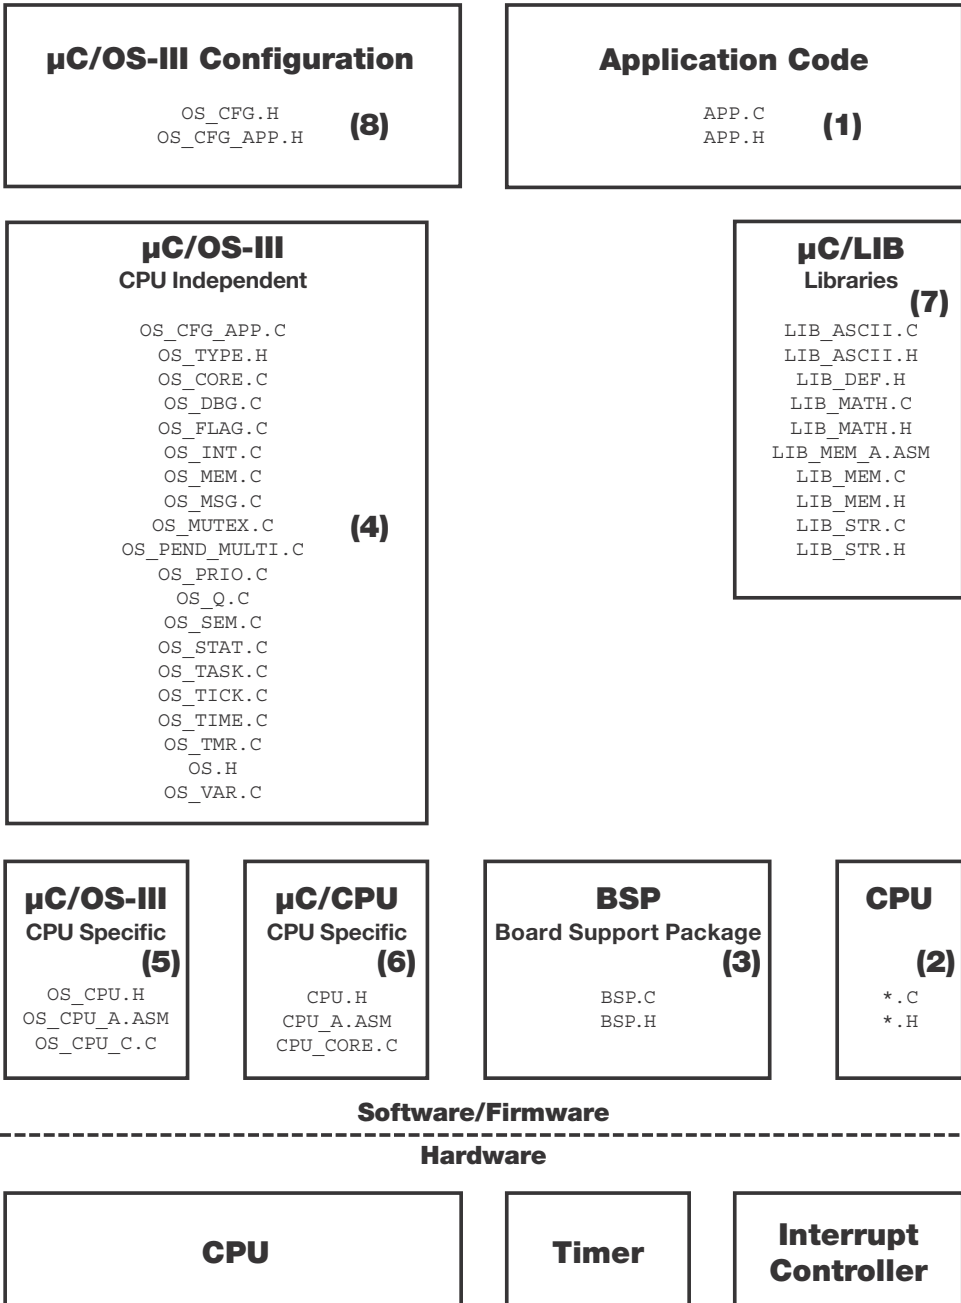 µC/OS-III Configuration
OS_CFG.H
OS_CFG_APP.H
(8)
Application Code
APP.C
APP.H
(1)
µC/OS-III
CPU Independent
OS_CFG_APP.C
OS_TYPE.H
OS_CORE.C
OS_DBG.C
OS_FLAG.C
OS_INT.C
OS_MEM.C
OS_MSG.C
OS_MUTEX.C
OS_PEND_MULTI.C
OS_PRIO.C
OS_Q.C
OS_SEM.C
OS_STAT.C
OS_TASK.C
OS_TICK.C
OS_TIME.C
OS_TMR.C
OS.H
OS_VAR.C
(4)
µC/LIB
Libraries
(7)
LIB_ASCII.C
LIB_ASCII.H
LIB_DEF.H
LIB_MATH.C
LIB_MATH.H
LIB_MEM_A.ASM
LIB_MEM.C
LIB_MEM.H
LIB_STR.C
LIB_STR.H
µC/OS-III
CPU Specific
(5)
OS_CPU.H
OS_CPU_A.ASM
OS_CPU_C.C
µC/CPU
CPU Specific
(6)
CPU.H
CPU_A.ASM
CPU_CORE.C
BSP
Board Support Package
(3)
BSP.C
BSP.H
CPU
(2)
*.C
*.H
Software/Firmware
Hardware
CPU
Timer
Interrupt
Controller